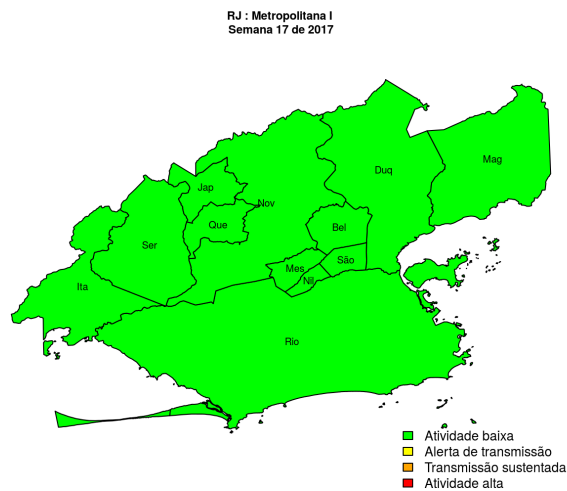 RJ : Metropolitana I
Semana 17 de 2017
Duq
Mag
Jap
Nov
Que
Bel
Ser
São
Mes
Nil
Ita
Rio
Atividade baixa
Alerta de transmissão
Transmissão sustentada
Atividade alta